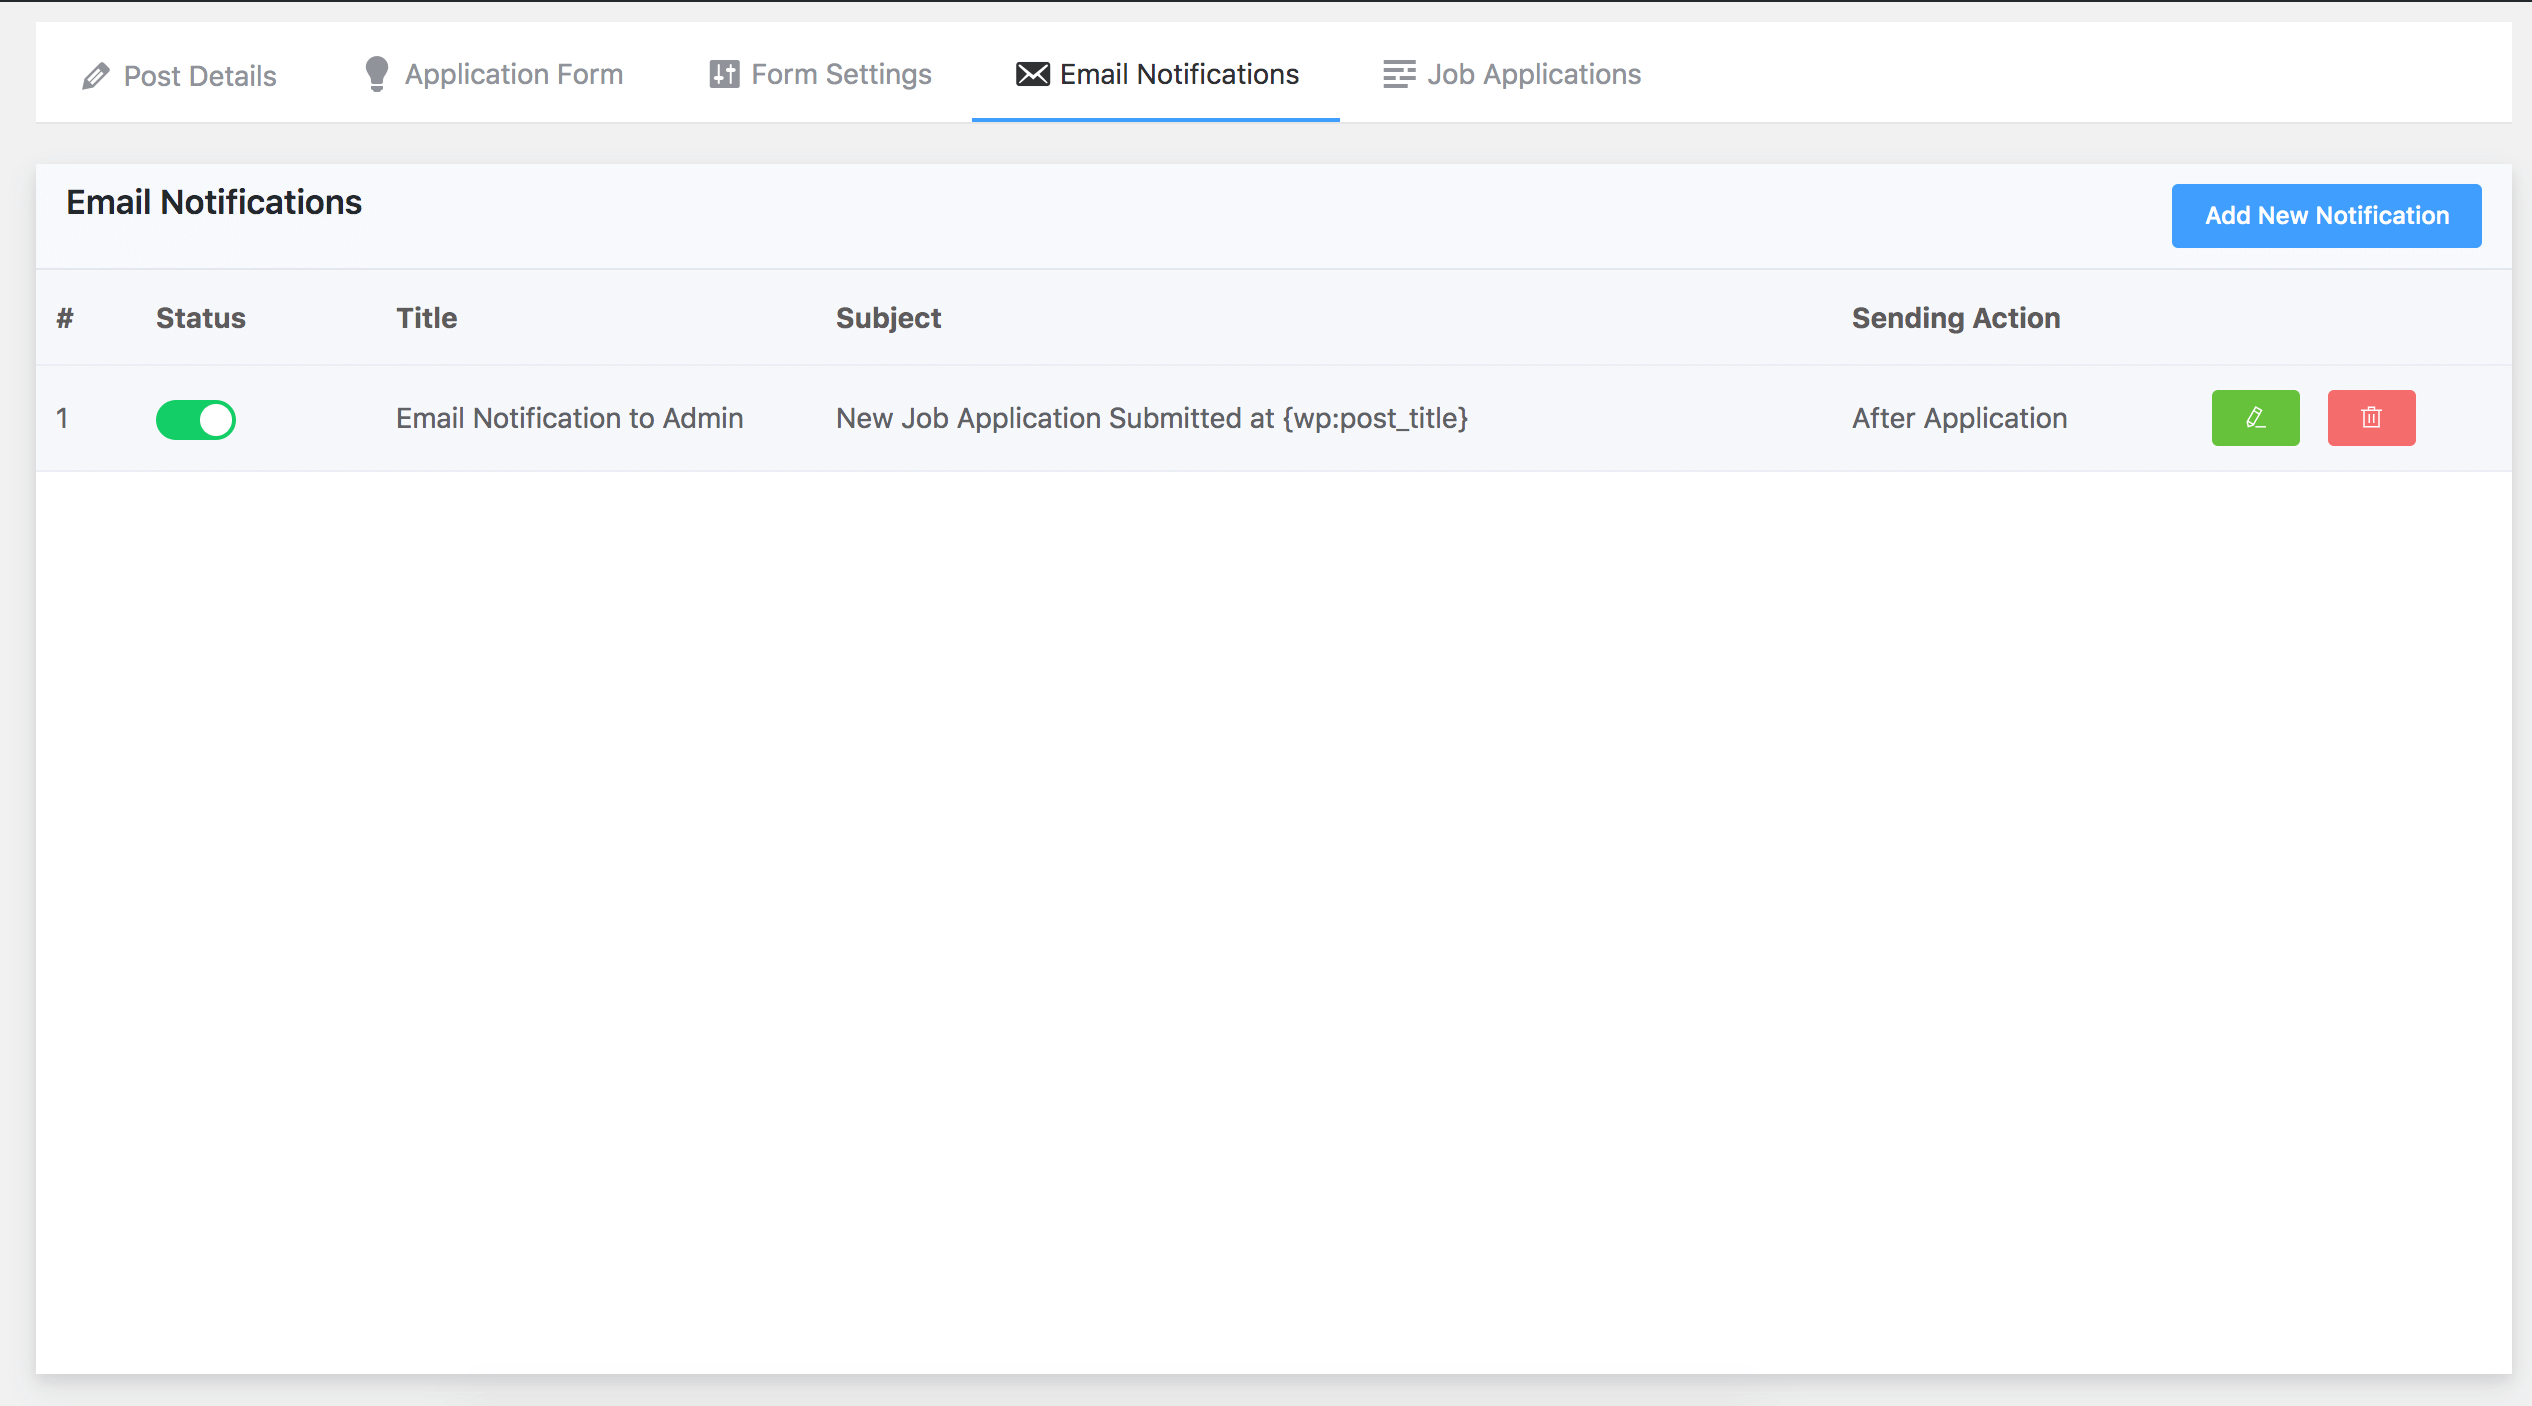 Post Details Application Form Form Settings Email Notifications Job Applications
Email Notifications Add New Notification
# Status Title Subject Sending Action
1 Email Notification to Admin New Job Application Submitted at {wp:post_title} After Application